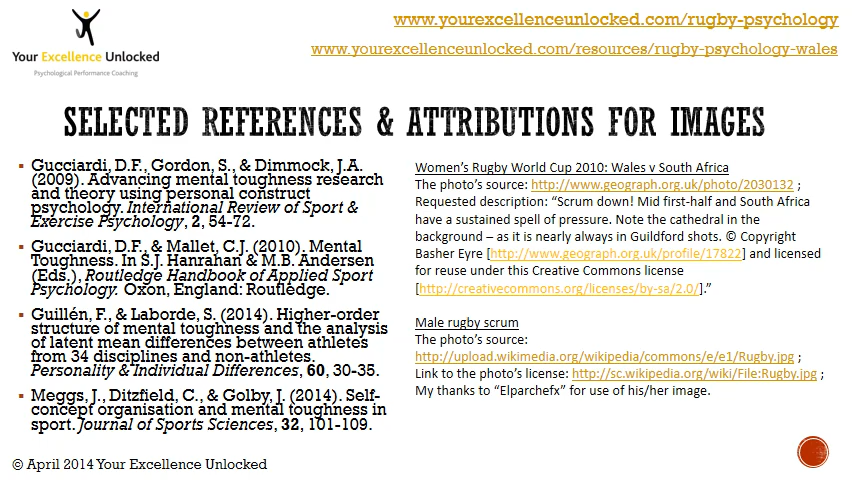 www.yourexcellenceunlocked.com/rugby-psychology
Your Excellence Unlocked
www.yourexcellenceunlocked.com/resources/rugby-psychology-wales
Psychological Performance Coaching
SELECTED REFERENCES & ATTRIBUTIONS FOR IMAGES
▪ Gucciardi, D.F., Gordon, S., & Dimmock, J.A.
(2009). Advancing mental toughness research
and theory using personal construct
psychology. International Review of Sport &
Exercise Psychology, 2, 54-72.
▪ Gucciardi, D.F., & Mallet, C.J. (2010). Mental
Toughness. In S.J. Hanrahan & M.B. Andersen
(Eds.), Routledge Handbook of Applied Sport
Psychology. Oxon, England: Routledge.
▪ Guillén, F., & Laborde, S. (2014). Higher-order
structure of mental toughness and the analysis
of latent mean differences between athletes
from 34 disciplines and non-athletes.
Personality & Individual Differences, 60, 30-35.
▪ Meggs, J., Ditzfield, C., & Golby, J. (2014). Self-
concept organisation and mental toughness in
sport. Journal of Sports Sciences, 32, 101-109.
Women's Rugby World Cup 2010: Wales v South Africa
The photo's source: http://www.geograph.org.uk/photo/2030132 ;
Requested description: "Scrum down! Mid first-half and South Africa
have a sustained spell of pressure. Note the cathedral in the
background – as it is nearly always in Guildford shots. © Copyright
Basher Eyre [http://www.geograph.org.uk/profile/17822] and licensed
for reuse under this Creative Commons license
[http://creativecommons.org/licenses/by-sa/2.0/]."
Male rugby scrum
The photo's source:
http://upload.wikimedia.org/wikipedia/commons/e/e1/Rugby.jpg ;
Link to the photo's license: http://sc.wikipedia.org/wiki/File:Rugby.jpg ;
My thanks to "Elparchefx" for use of his/her image.
© April 2014 Your Excellence Unlocked